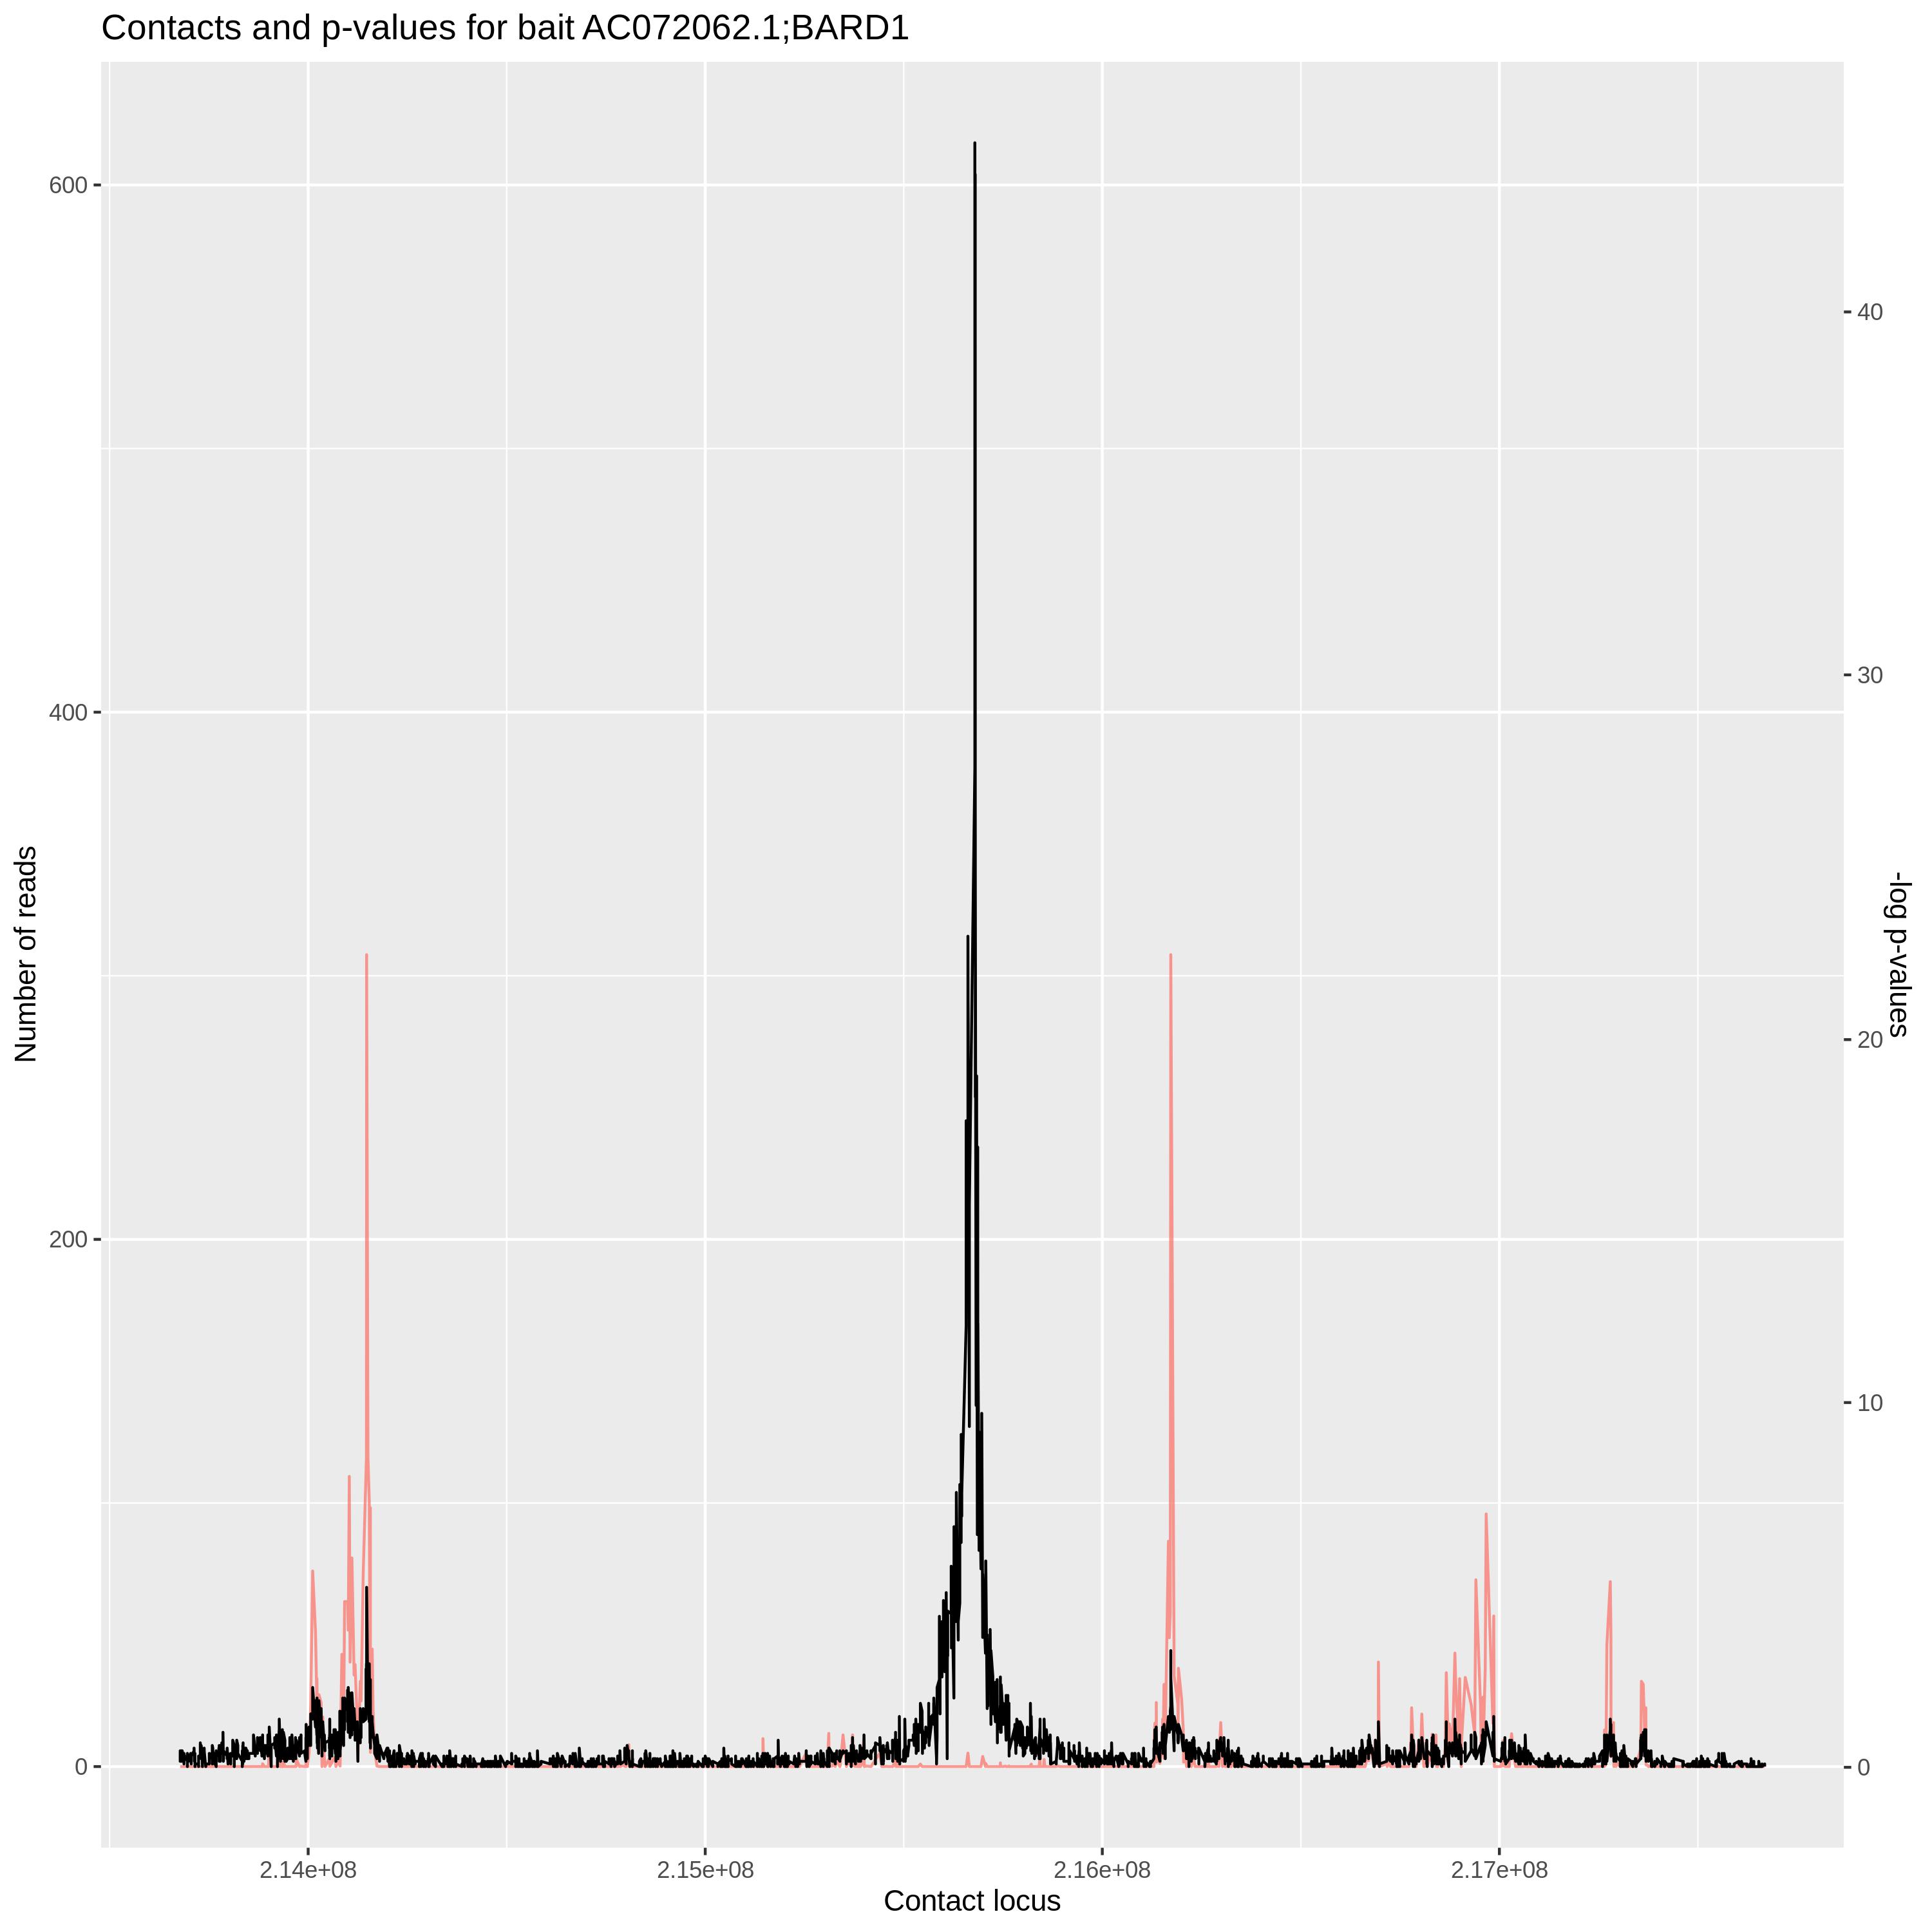 Contacts and p-values for bait AC072062.1;BARD1
600
400
200
0
Number of reads
40
30
20
10
0
-log p-values
2.14e+08
2.15e+08
2.16e+08
2.17e+08
Contact locus